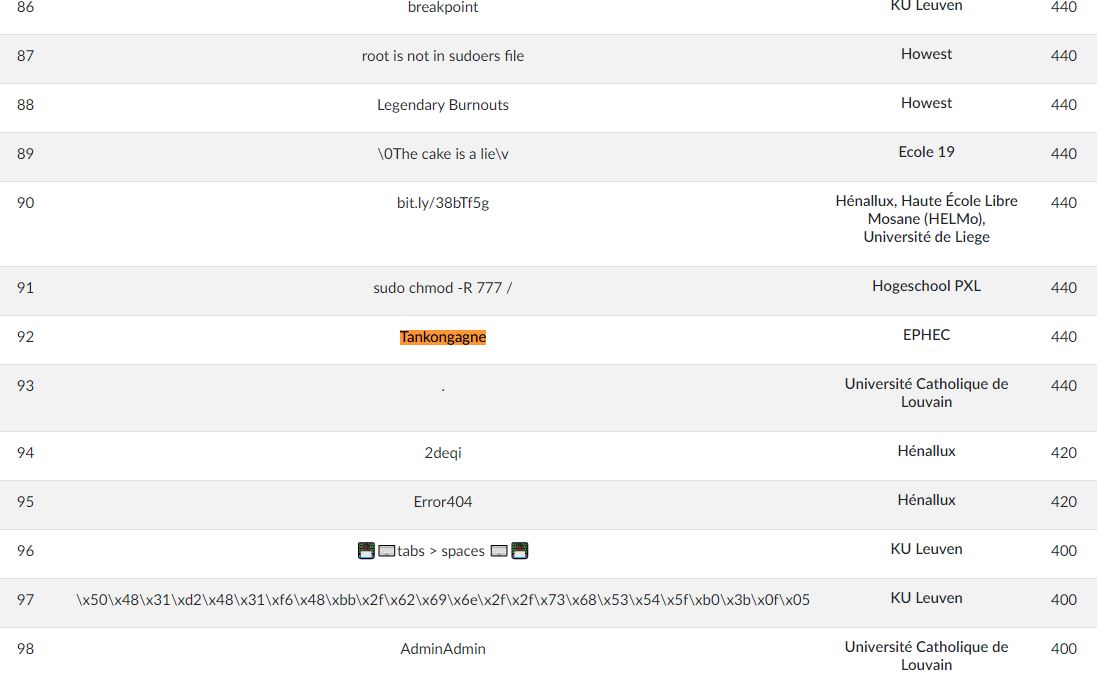 86 breakpoint KU Leuven 440
87 root is not in sudoers file Howest 440
88 Legendary Burnouts Howest 440
89 \0The cake is a lie\v Ecole 19 440
90 bit.ly/38bTf5g Hénallux, Haute École Libre 440
Mosane (HELMo),
Université de Liege
91 sudo chmod -R 777 / Hogeschool PXL 440
92 Tankongagne EPHEC 440
93 . Université Catholique de 440
Louvain
94 2deqi Hénallux 420
95 Error404 Hénallux 420
96 tabs > spaces KU Leuven 400
97 \x50\x48\x31\xd2\x48\x31\xf6\x48\xbb\x2f\x62\x69\x6e\x2f\x2f\x73\x68\x53\x54\x5f\xb0\x3b\x0f\x05 KU Leuven 400
98 AdminAdmin Université Catholique de 400
Louvain